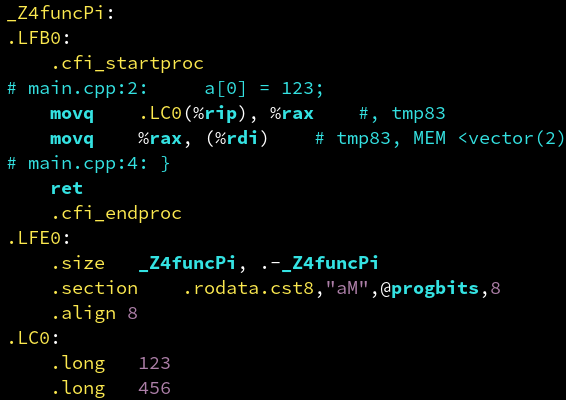 _Z4funcPi:
.LFB0:
    .cfi_startproc
# main.cpp:2:     a[0] = 123;
    movq    .LC0(%rip), %rax    #, tmp83
    movq    %rax, (%rdi)    # tmp83, MEM <vector(2)
# main.cpp:4: }
    ret
    .cfi_endproc
.LFE0:
    .size   _Z4funcPi, .-_Z4funcPi
    .section    .rodata.cst8,"aM",@progbits,8
    .align 8
.LC0:
    .long   123
    .long   456